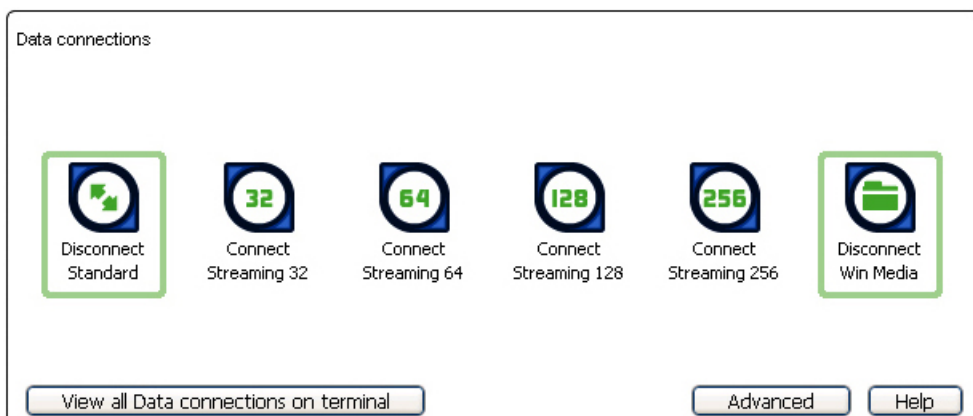 Data connections
32
64
128
256
Disconnect
Standard
Connect
Streaming 32
Connect
Streaming 64
Connect
Streaming 128
Connect
Streaming 256
Disconnect
Win Media
View all Data connections on terminal
Advanced
Help